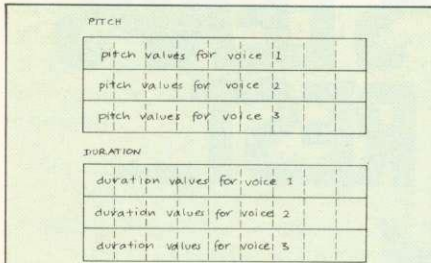 PITCH
pitch values for voice 1
pitch values for voice 2
pitch values for voice 3
DURATION
duration values for voice 1
duration values for voice 2
duration values for voice 3